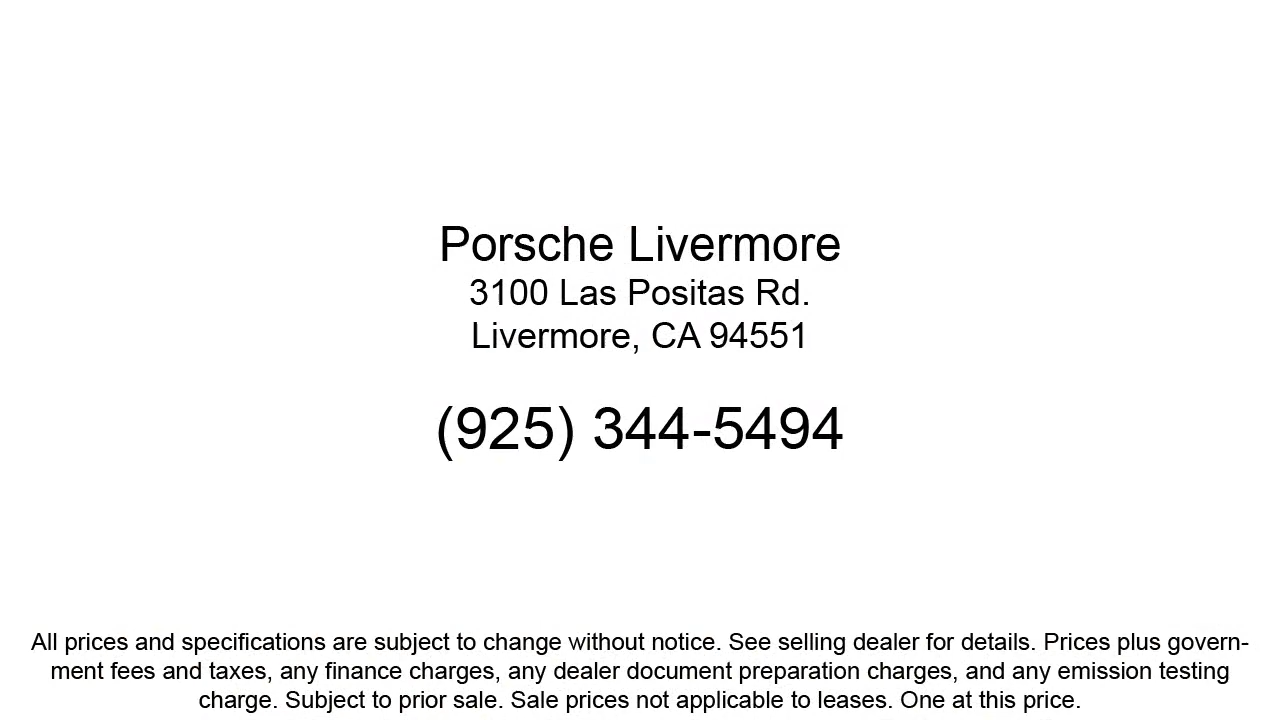 Porsche Livermore
3100 Las Positas Rd.
Livermore, CA 94551
(925) 344-5494
All prices and specifications are subject to change without notice. See selling dealer for details. Prices plus govern-
ment fees and taxes, any finance charges, any dealer document preparation charges, and any emission testing
charge. Subject to prior sale. Sale prices not applicable to leases. One at this price.